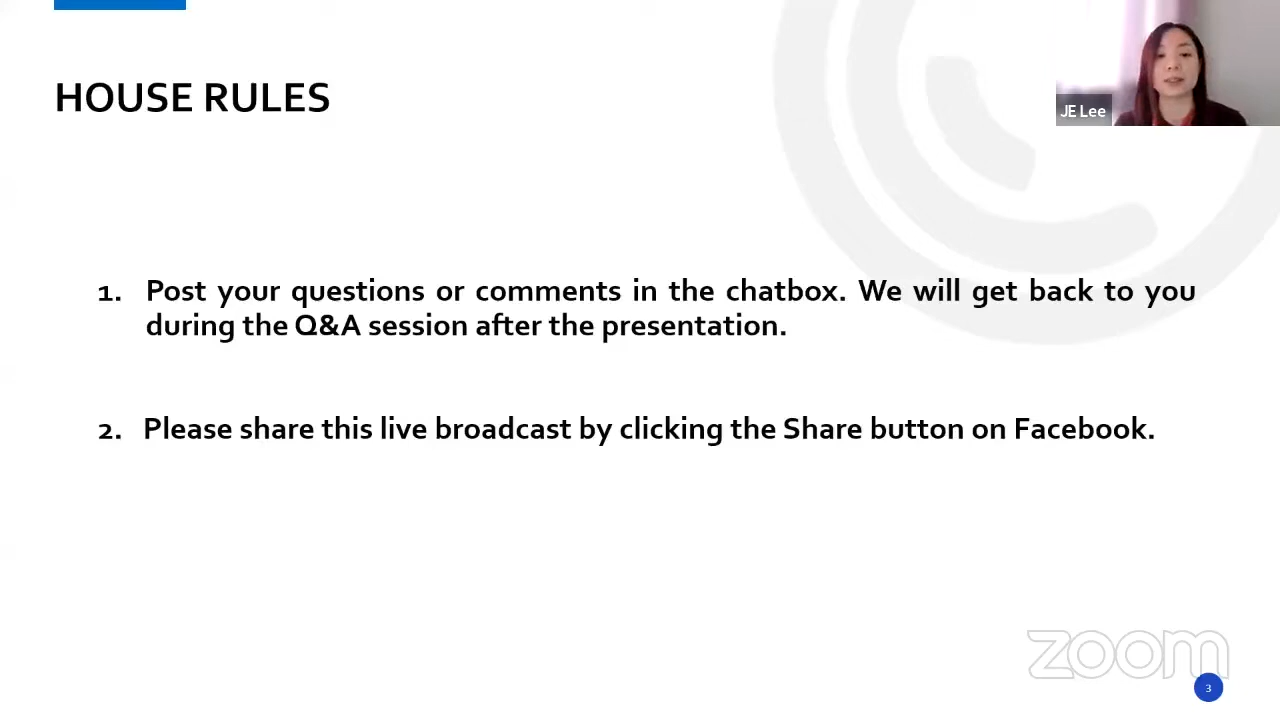 HOUSE RULES
JE Lee
1. Post your questions or comments in the chatbox. We will get back to you
during the Q&A session after the presentation.
2. Please share this live broadcast by clicking the Share button on Facebook.
zoom
3